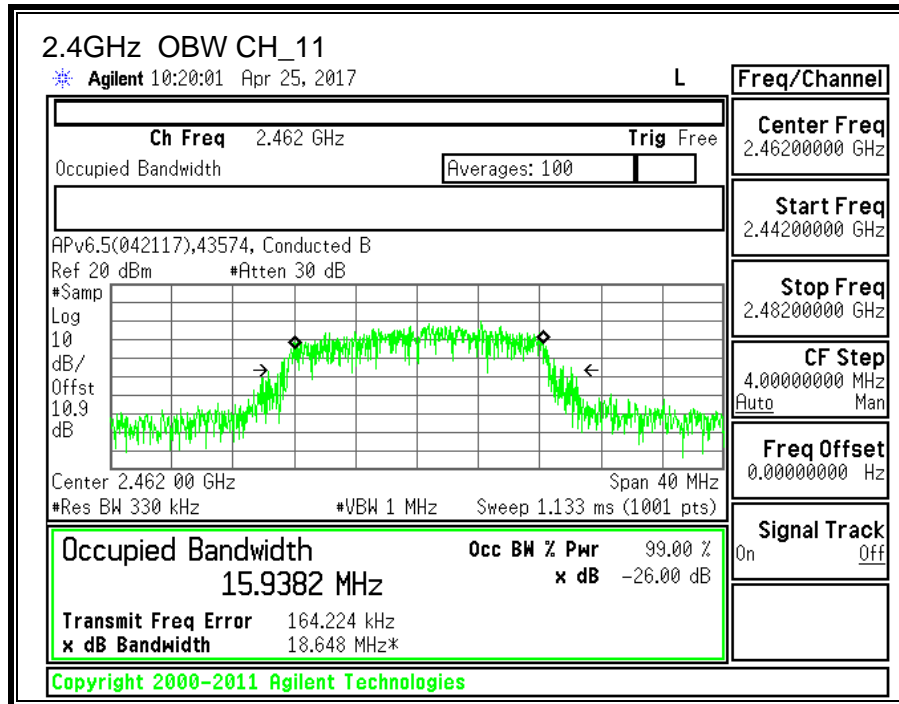 2.4GHz OBW CH_11
Agilent 10:20:01 Apr 25, 2017 L
Ch Freq 2.462 GHz Trig Free
Occupied Bandwidth Averages: 100
APv6.5(042117),43574, Conducted B
Ref 20 dBm #Atten 30 dB
#Samp
Log
10
dB/
Offst
10.9
dB
Center 2.462 00 GHz Span 40 MHz
#Res BW 330 kHz #VBW 1 MHz Sweep 1.133 ms (1001 pts)
Occupied Bandwidth Occ BW % Pwr 99.00 %
15.9382 MHz x dB -26.00 dB
Transmit Freq Error 164.224 kHz
x dB Bandwidth 18.648 MHz*
Copyright 2000-2011 Agilent Technologies
Freq/Channel
Center Freq
2.46200000 GHz
Start Freq
2.44200000 GHz
Stop Freq
2.48200000 GHz
CF Step
4.00000000 MHz
Auto Man
Freq Offset
0.00000000 Hz
Signal Track
On Off